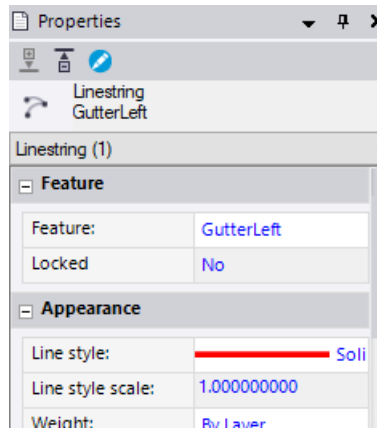 Properties
Linestring
GutterLeft
Linestring (1)
Feature
Feature: GutterLeft
Locked No
Appearance
Line style: Soli
Line style scale: 1.000000000
Weight: By Layer